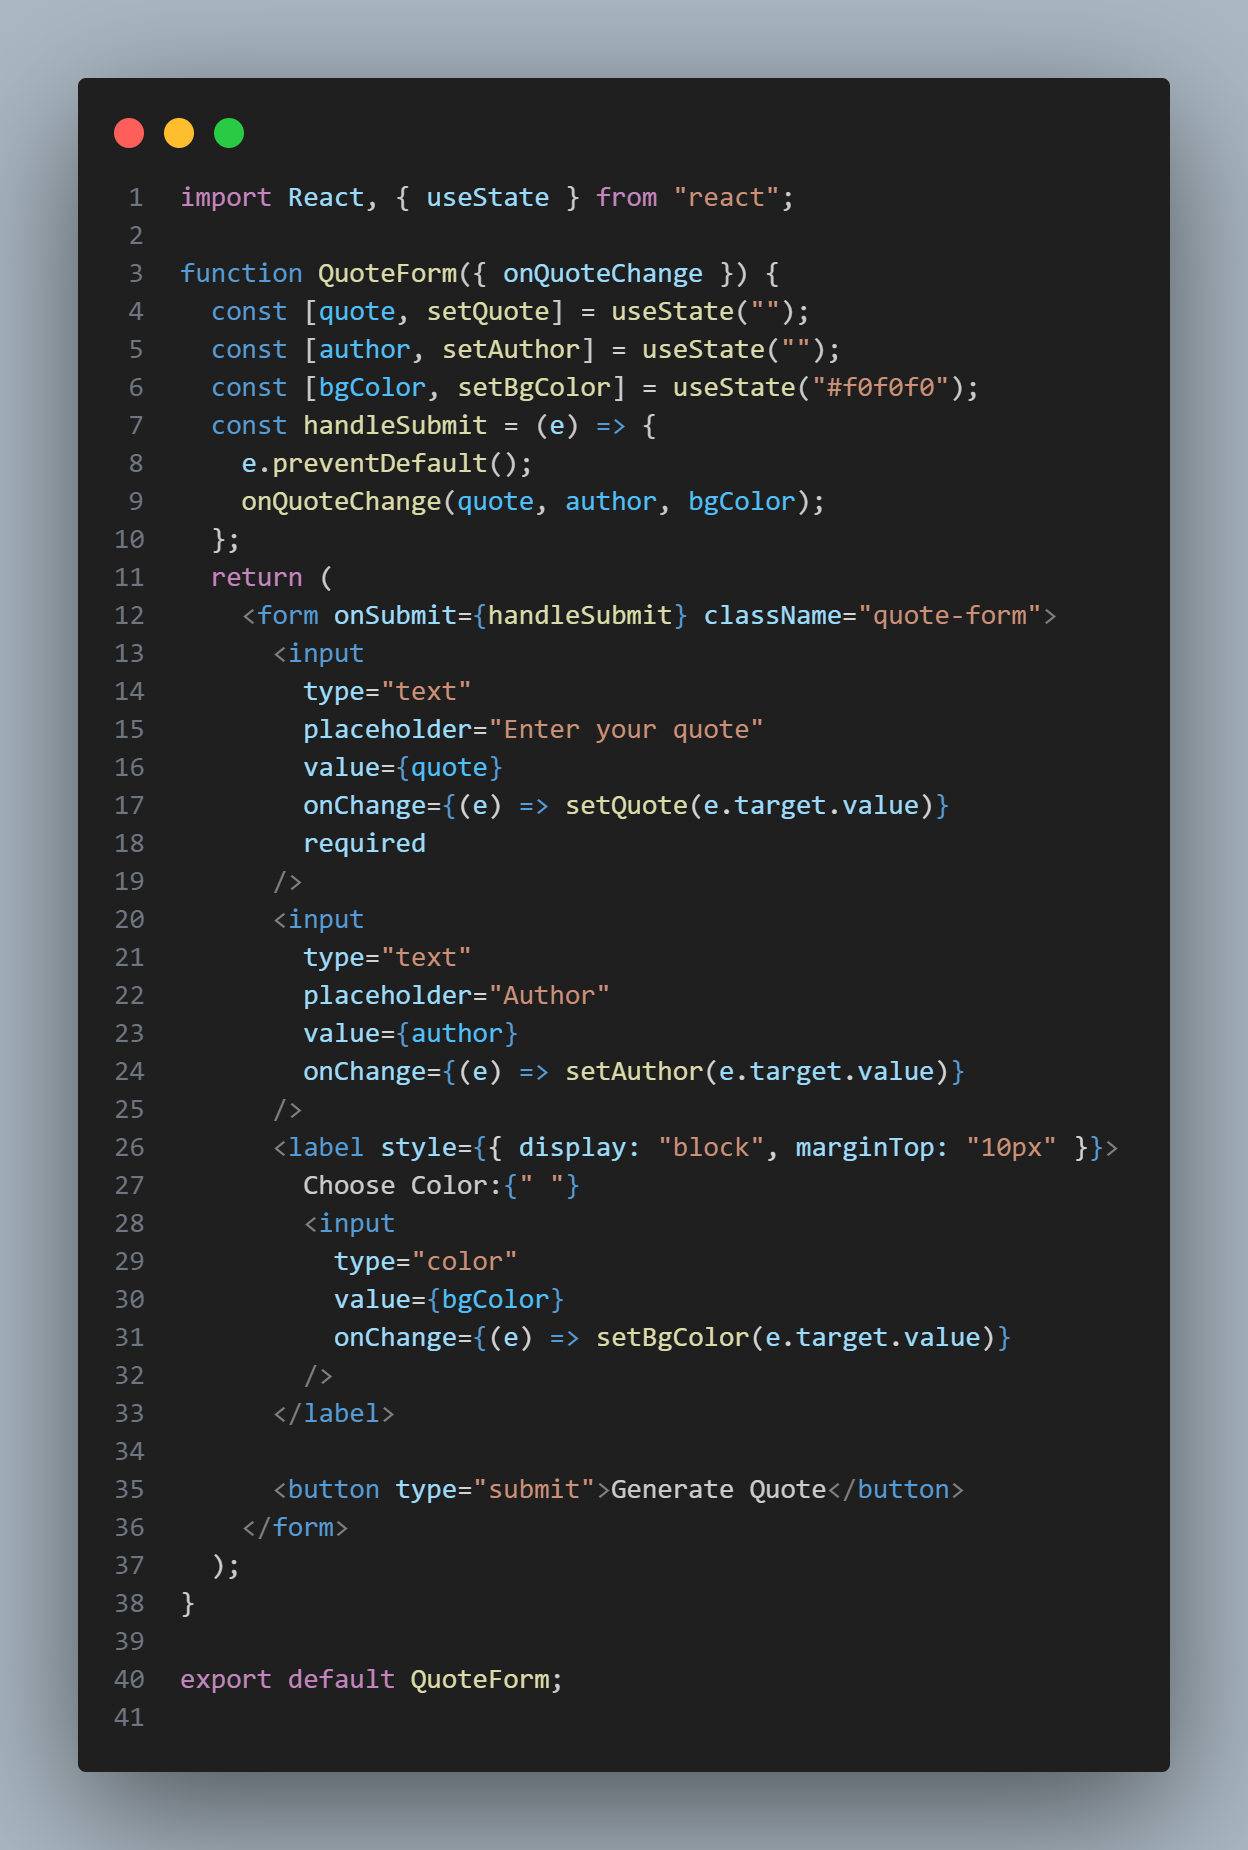 1 import React, { useState } from "react";
2
3 function QuoteForm({ onQuoteChange }) {
4   const [quote, setQuote] = useState("");
5   const [author, setAuthor] = useState("");
6   const [bgColor, setBgColor] = useState("#f0f0f0");
7   const handleSubmit = (e) => {
8     e.preventDefault();
9     onQuoteChange(quote, author, bgColor);
10   };
11   return (
12     <form onSubmit={handleSubmit} className="quote-form">
13       <input
14         type="text"
15         placeholder="Enter your quote"
16         value={quote}
17         onChange={(e) => setQuote(e.target.value)}
18         required
19       />
20       <input
21         type="text"
22         placeholder="Author"
23         value={author}
24         onChange={(e) => setAuthor(e.target.value)}
25       />
26       <label style={{ display: "block", marginTop: "10px" }}>
27         Choose Color:{" "}
28         <input
29           type="color"
30           value={bgColor}
31           onChange={(e) => setBgColor(e.target.value)}
32         />
33       </label>
34
35       <button type="submit">Generate Quote</button>
36     </form>
37   );
38 }
39
40 export default QuoteForm;
41